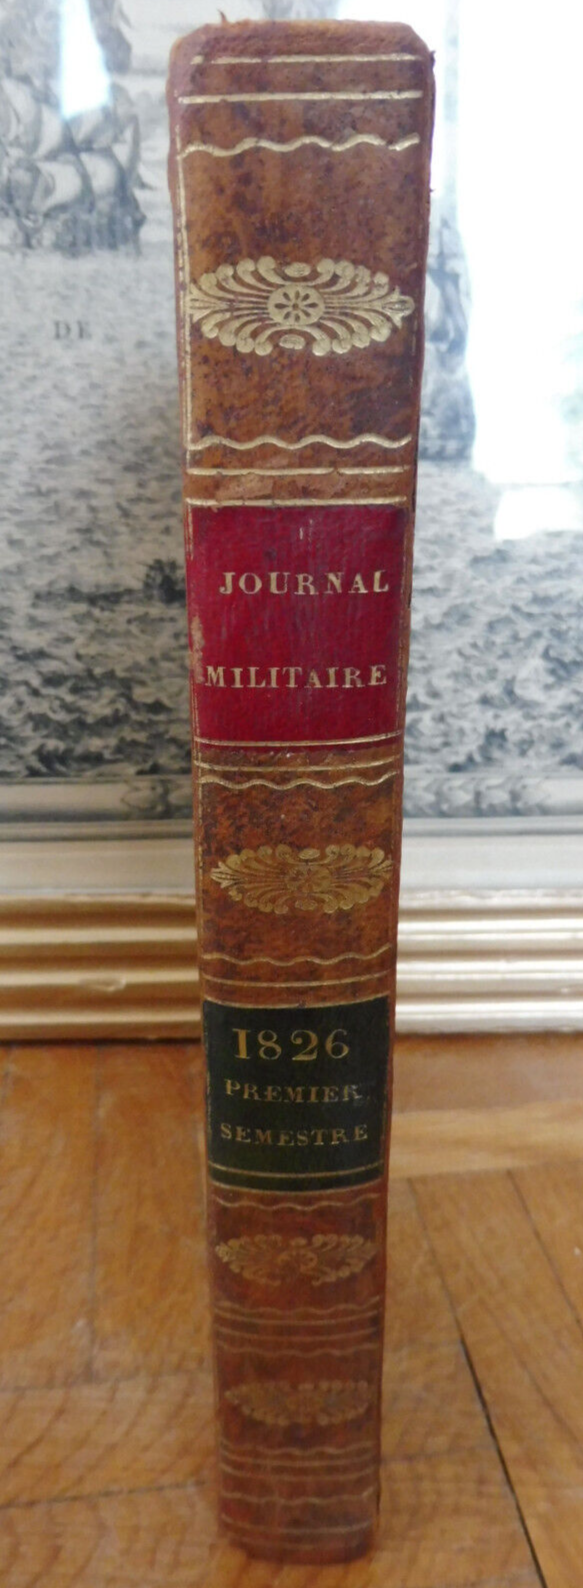 DE
JOURNAL
MILITAIRE
1826
PREMIER
SEMESTRE